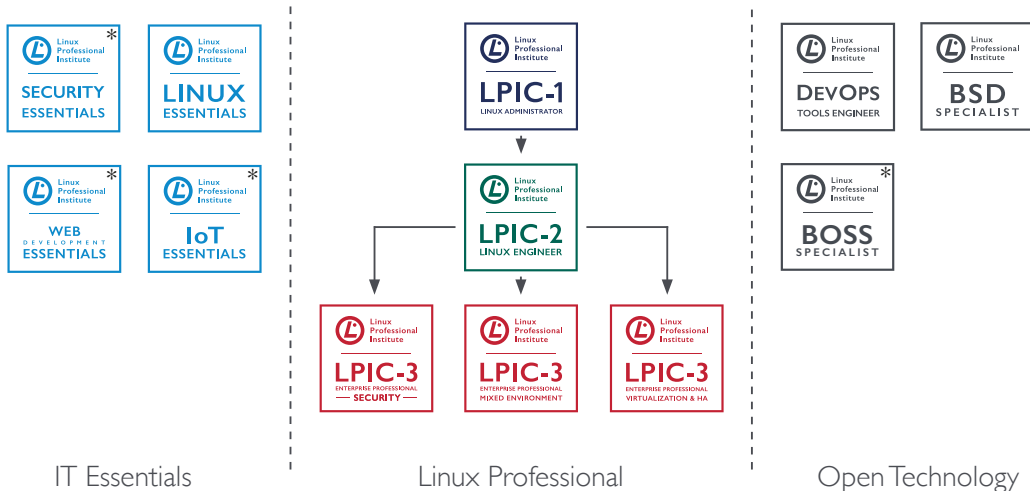 Linux
Professional
Institute
*
SECURITY
ESSENTIALS
Linux
Professional
Institute
LINUX
ESSENTIALS
Linux
Professional
Institute
*
WEB
DEVELOPMENT
ESSENTIALS
Linux
Professional
Institute
*
IoT
ESSENTIALS
IT Essentials
Linux
Professional
Institute
LPIC-1
LINUX ADMINISTRATOR
Linux
Professional
Institute
LPIC-2
LINUX ENGINEER
Linux
Professional
Institute
LPIC-3
ENTERPRISE PROFESSIONAL
SECURITY
Linux
Professional
Institute
LPIC-3
ENTERPRISE PROFESSIONAL
MIXED ENVIRONMENT
Linux
Professional
Institute
LPIC-3
ENTERPRISE PROFESSIONAL
VIRTUALIZATION & HA
Linux Professional
Linux
Professional
Institute
DEVOPS
TOOLS ENGINEER
Linux
Professional
Institute
BSD
SPECIALIST
Linux
Professional
Institute
*
BOSS
SPECIALIST
Open Technology